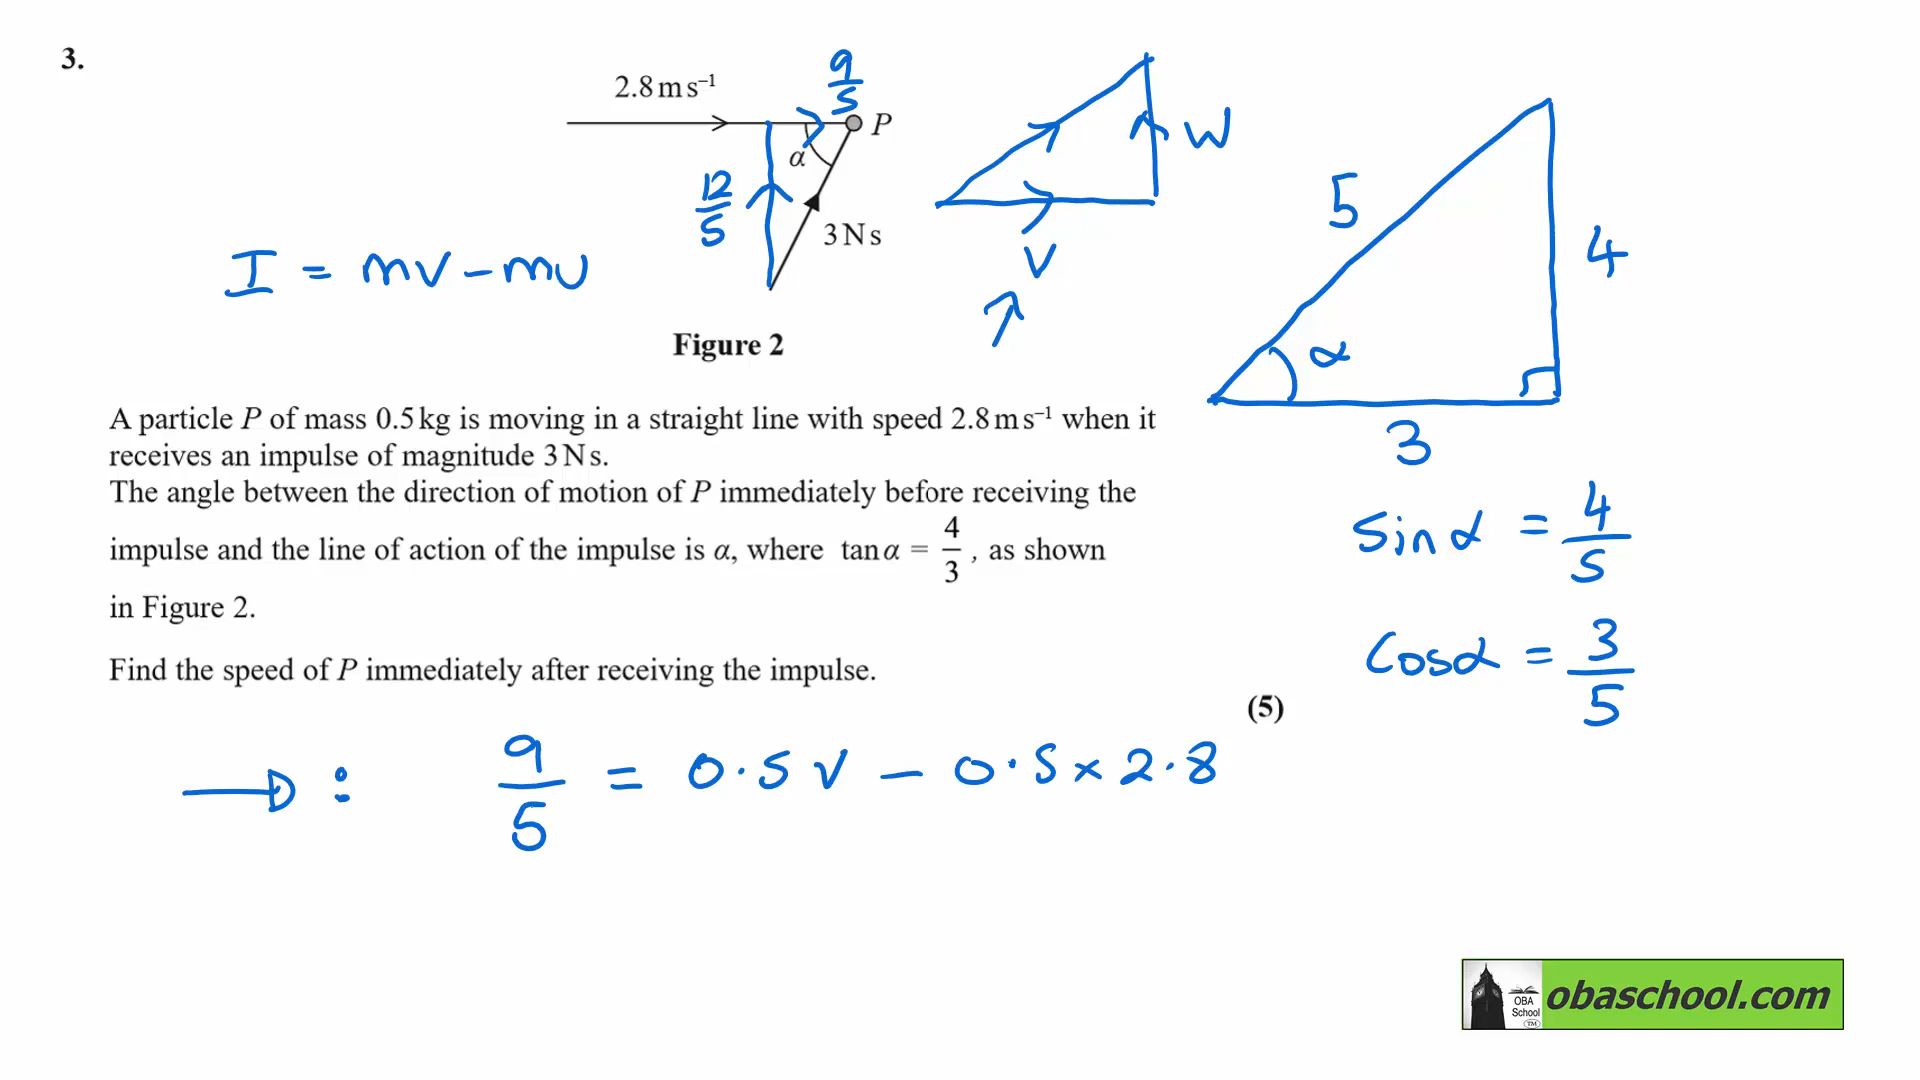 3.
2.8 m s⁻¹
9/5
P
α
12/5
3 N s
W
V
I = mv - mu
5
4
α
3
Figure 2
A particle P of mass 0.5 kg is moving in a straight line with speed 2.8 m s⁻¹ when it
receives an impulse of magnitude 3 N s.
The angle between the direction of motion of P immediately before receiving the
impulse and the line of action of the impulse is α, where tan α = 4/3, as shown
in Figure 2.
Find the speed of P immediately after receiving the impulse.
(5)
sin α = 4/5
cos α = 3/5
→ : 9/5 = 0.5 v - 0.5 × 2.8
OBA
School
TM
obaschool.com